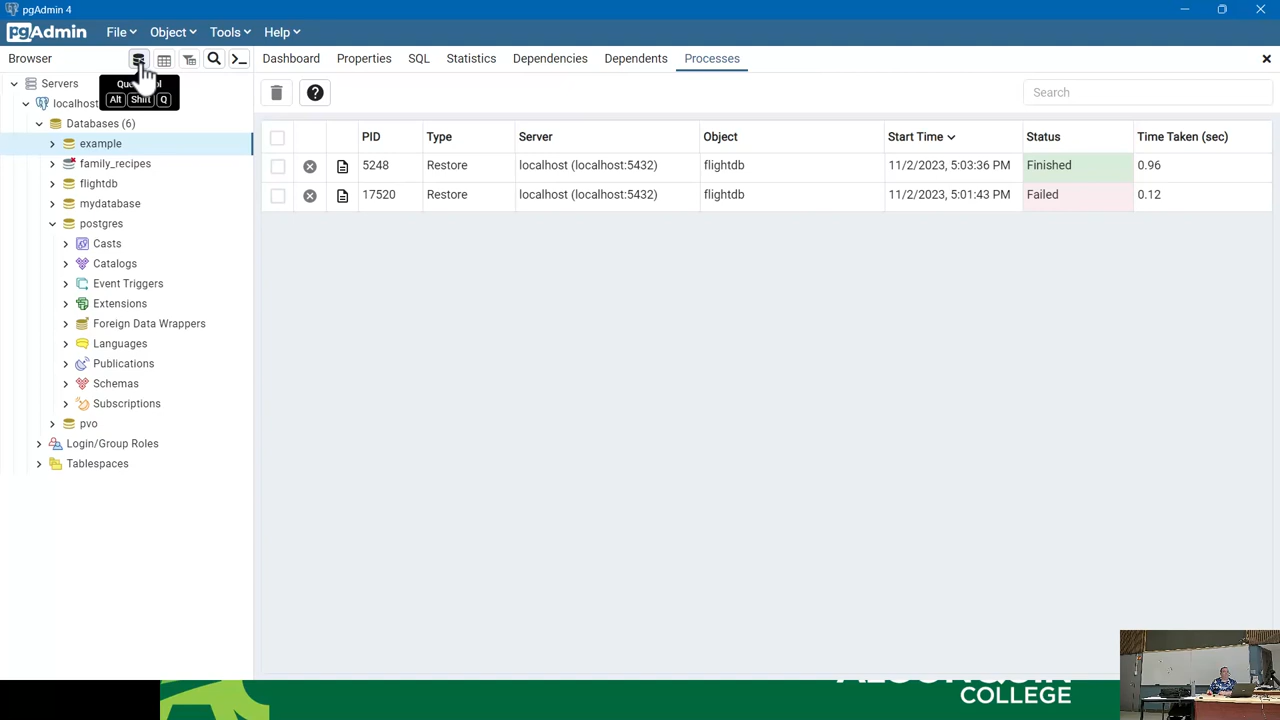 pgAdmin 4
pgAdmin File Object Tools Help
Browser
Dashboard Properties SQL Statistics Dependencies Dependents Processes
Alt Shift Q
Search
Servers
localhost
Databases (6)
example
family_recipes
flightdb
mydatabase
postgres
Casts
Catalogs
Event Triggers
Extensions
Foreign Data Wrappers
Languages
Publications
Schemas
Subscriptions
pvo
Login/Group Roles
Tablespaces
PID Type Server Object Start Time Status Time Taken (sec)
5248 Restore localhost (localhost:5432) flightdb 11/2/2023, 5:03:36 PM Finished 0.96
17520 Restore localhost (localhost:5432) flightdb 11/2/2023, 5:01:43 PM Failed 0.12
COLLEGE